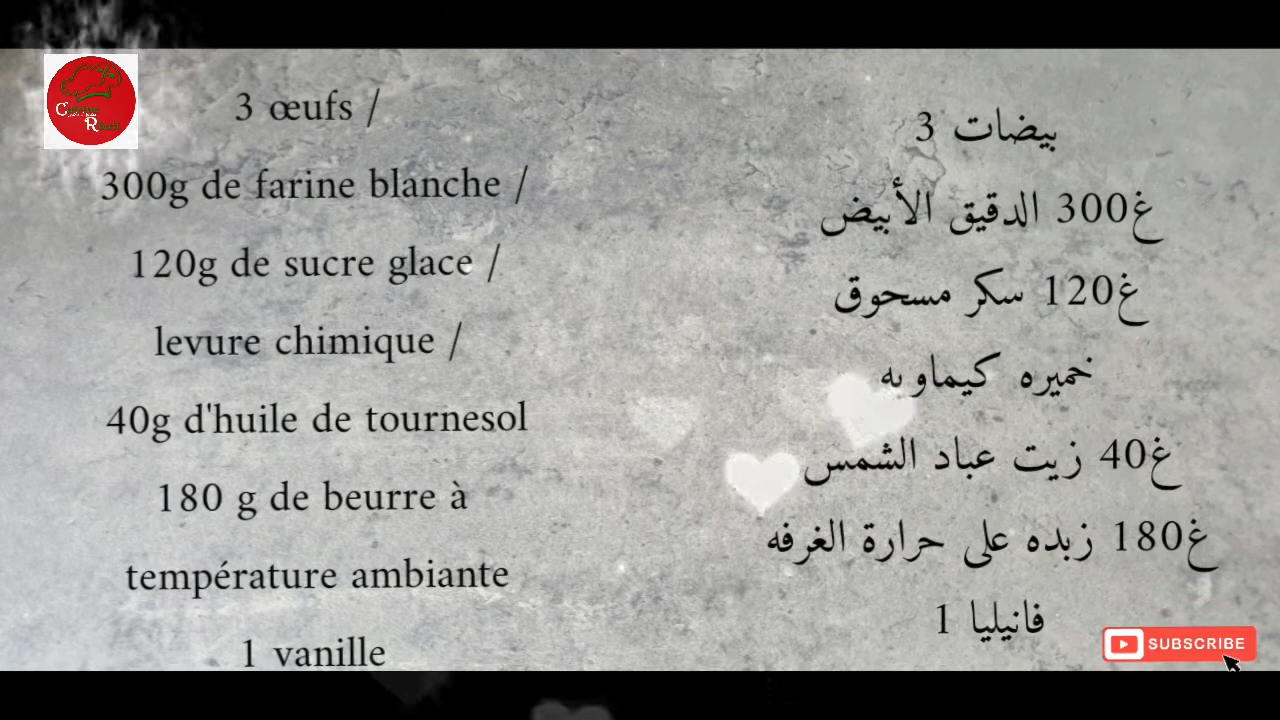 3 œufs /
300g de farine blanche /
120g de sucre glace /
levure chimique /
40g d'huile de tournesol
180 g de beurre à
température ambiante
1 vanille
بيضات 3
غ300 الدقيق الأبيض
غ120 سكر مسحوق
خميره كيماويه
غ40 زيت عباد الشمس
غ180 زبده على حرارة الغرفه
فانيليا 1
SUBSCRIBE